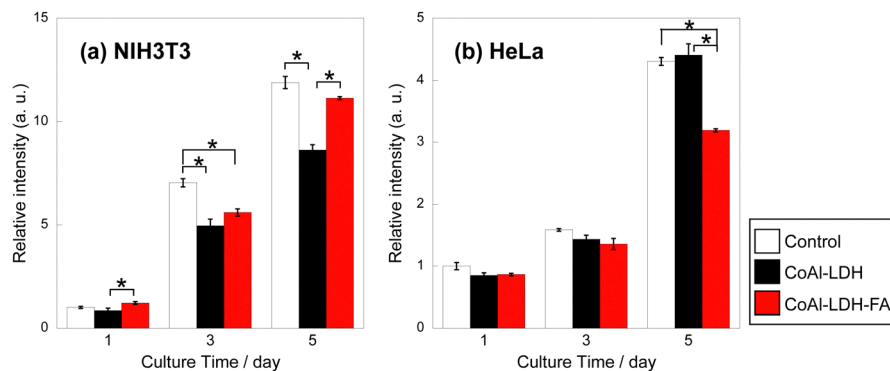 (a) NIH3T3
Relative intensity (a. u.)
15
10
5
0
* * * * * 
1 3 5
Culture Time / day
(b) HeLa
Relative intensity (a. u.)
5
4
3
2
1
0
* *
1 3 5
Culture Time / day
Control
CoAl-LDH
CoAl-LDH-FA